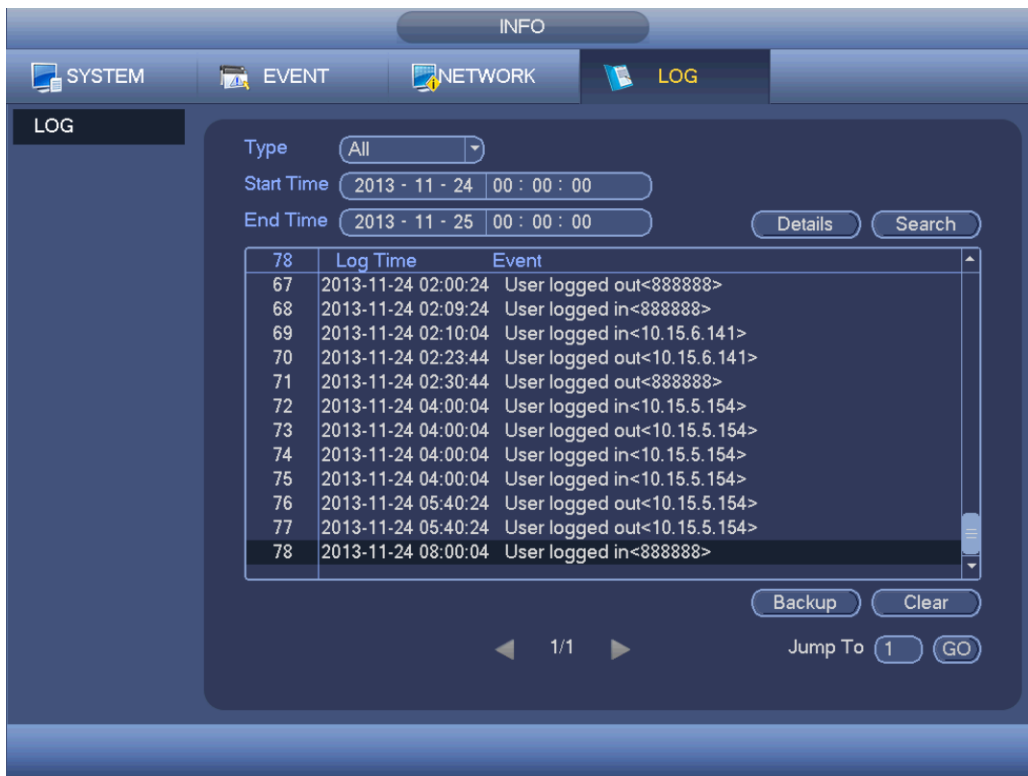 INFO
SYSTEM EVENT NETWORK LOG
LOG
Type All
Start Time 2013 - 11 - 24 00 : 00 : 00
End Time 2013 - 11 - 25 00 : 00 : 00
Details Search
78 Log Time Event
67 2013-11-24 02:00:24 User logged out<888888>
68 2013-11-24 02:09:24 User logged in<888888>
69 2013-11-24 02:10:04 User logged in<10.15.6.141>
70 2013-11-24 02:23:44 User logged out<10.15.6.141>
71 2013-11-24 02:30:44 User logged out<888888>
72 2013-11-24 04:00:04 User logged in<10.15.5.154>
73 2013-11-24 04:00:04 User logged out<10.15.5.154>
74 2013-11-24 04:00:04 User logged in<10.15.5.154>
75 2013-11-24 04:00:04 User logged in<10.15.5.154>
76 2013-11-24 05:40:24 User logged out<10.15.5.154>
77 2013-11-24 05:40:24 User logged out<10.15.5.154>
78 2013-11-24 08:00:04 User logged in<888888>
Backup Clear
1/1 Jump To 1 GO